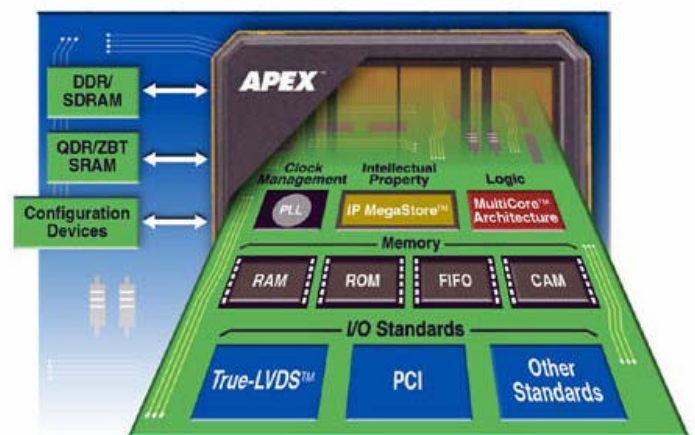 DDR/
SDRAM
QDR/ZBT
SRAM
Configuration
Devices
APEX™
Clock
Management
Intellectual
Property
Logic
PLL
IP MegaStore™
MultiCore™
Architecture
Memory
RAM
ROM
FIFO
CAM
I/O Standards
True-LVDS™
PCI
Other
Standards